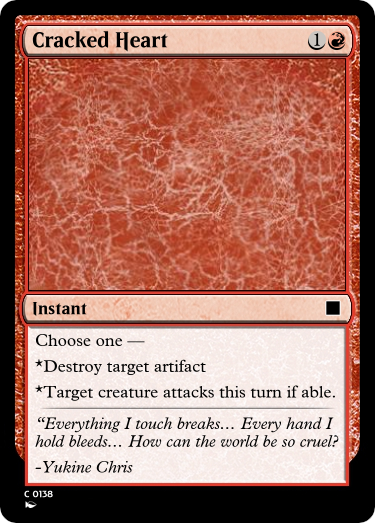 Cracked Heart 1
Instant
Choose one —
*Destroy target artifact
*Target creature attacks this turn if able.
“Everything I touch breaks... Every hand I
hold bleeds... How can the world be so cruel?
-Yukine Chris
C 0138